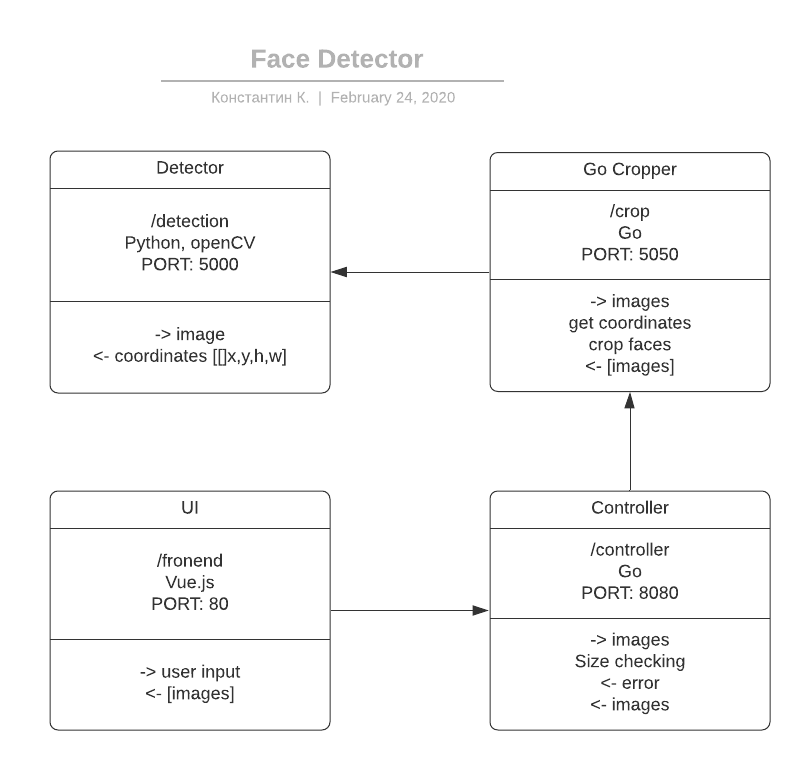 Face Detector
Константин К. | February 24, 2020
Detector
/detection
Python, openCV
PORT: 5000
-> image
<- coordinates [[]x,y,h,w]
Go Cropper
/crop
Go
PORT: 5050
-> images
get coordinates
crop faces
<- [images]
UI
/fronend
Vue.js
PORT: 80
-> user input
<- [images]
Controller
/controller
Go
PORT: 8080
-> images
Size checking
<- error
<- images